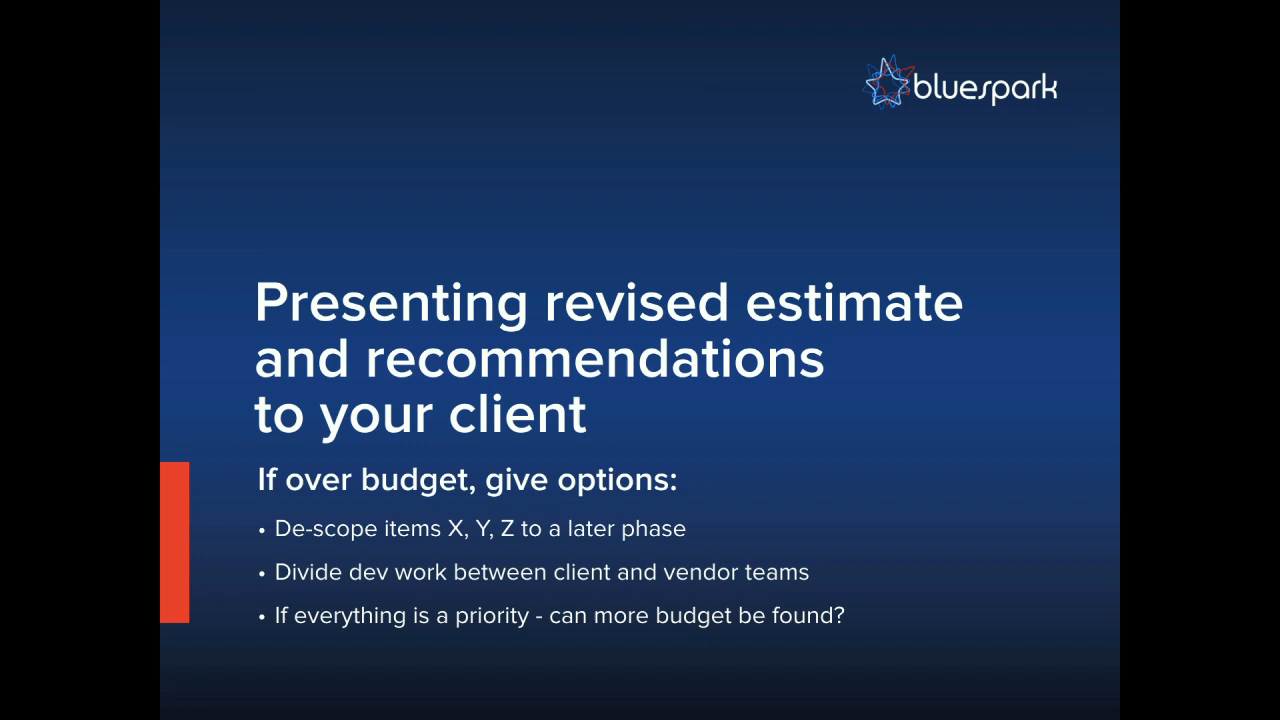 bluespark
Presenting revised estimate
and recommendations
to your client
If over budget, give options:
• De-scope items X, Y, Z to a later phase
• Divide dev work between client and vendor teams
• If everything is a priority - can more budget be found?